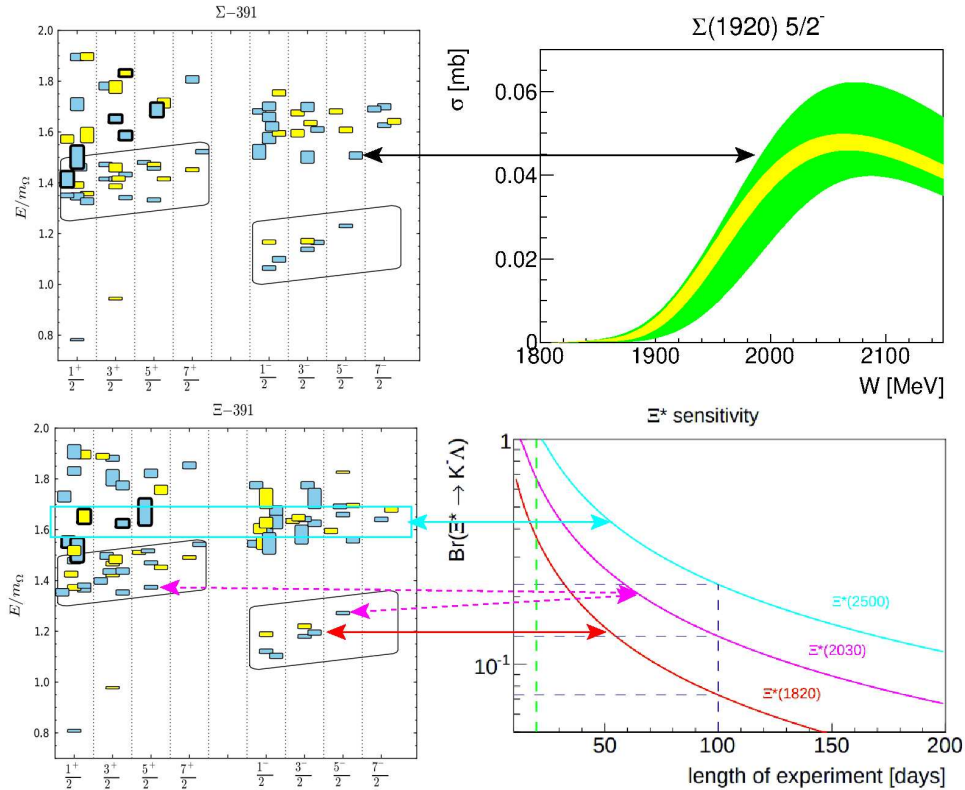 Σ−391
2.0
1.8
1.6
1.4
1.2
1.0
0.8
E/m_Ω
1⁺/2 3⁺/2 5⁺/2 7⁺/2 1⁻/2 3⁻/2 5⁻/2 7⁻/2
Σ(1920) 5/2⁻
σ [mb]
0.06
0.04
0.02
0
1800 1900 2000 2100
W [MeV]
Ξ−391
2.0
1.8
1.6
1.4
1.2
1.0
0.8
E/m_Ω
1⁺/2 3⁺/2 5⁺/2 7⁺/2 1⁻/2 3⁻/2 5⁻/2 7⁻/2
Ξ* sensitivity
Br(Ξ* → K⁻Λ)
1
10⁻¹
Ξ*(2500)
Ξ*(2030)
Ξ*(1820)
50 100 150 200
length of experiment [days]